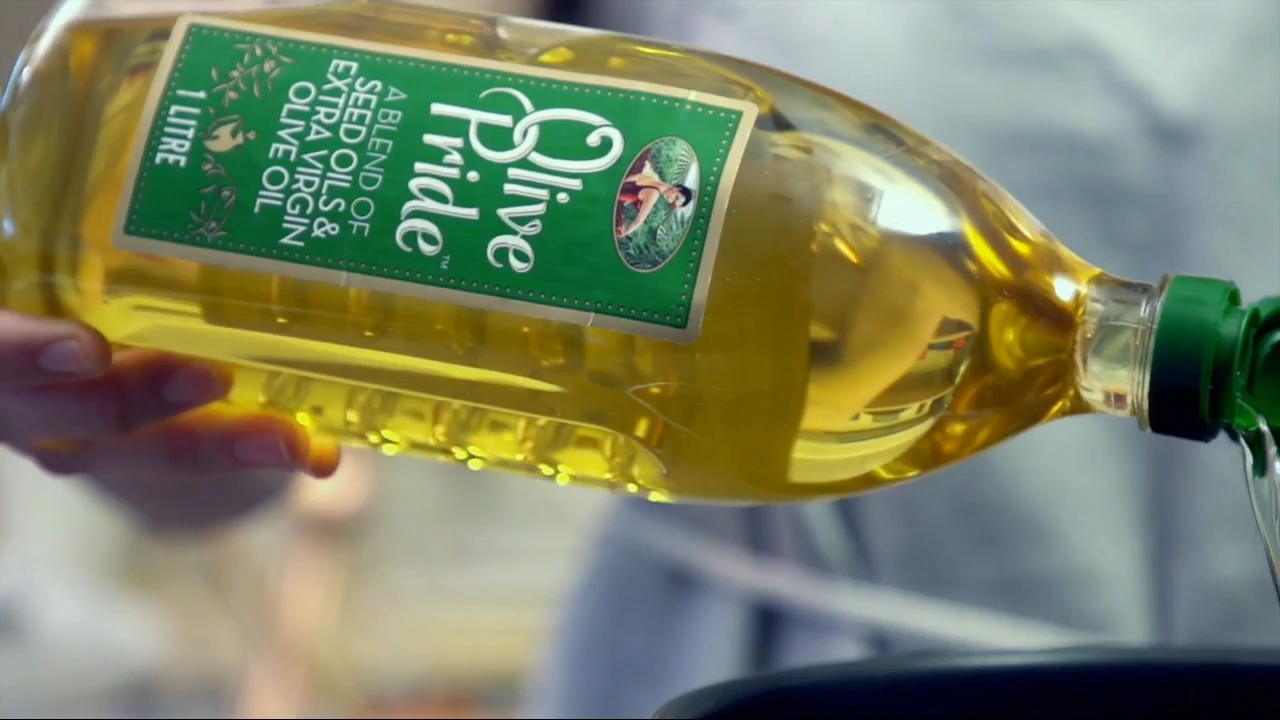 Olive
Pride™
A BLEND OF
SEED OILS &
EXTRA VIRGIN
OLIVE OIL
1 LITRE